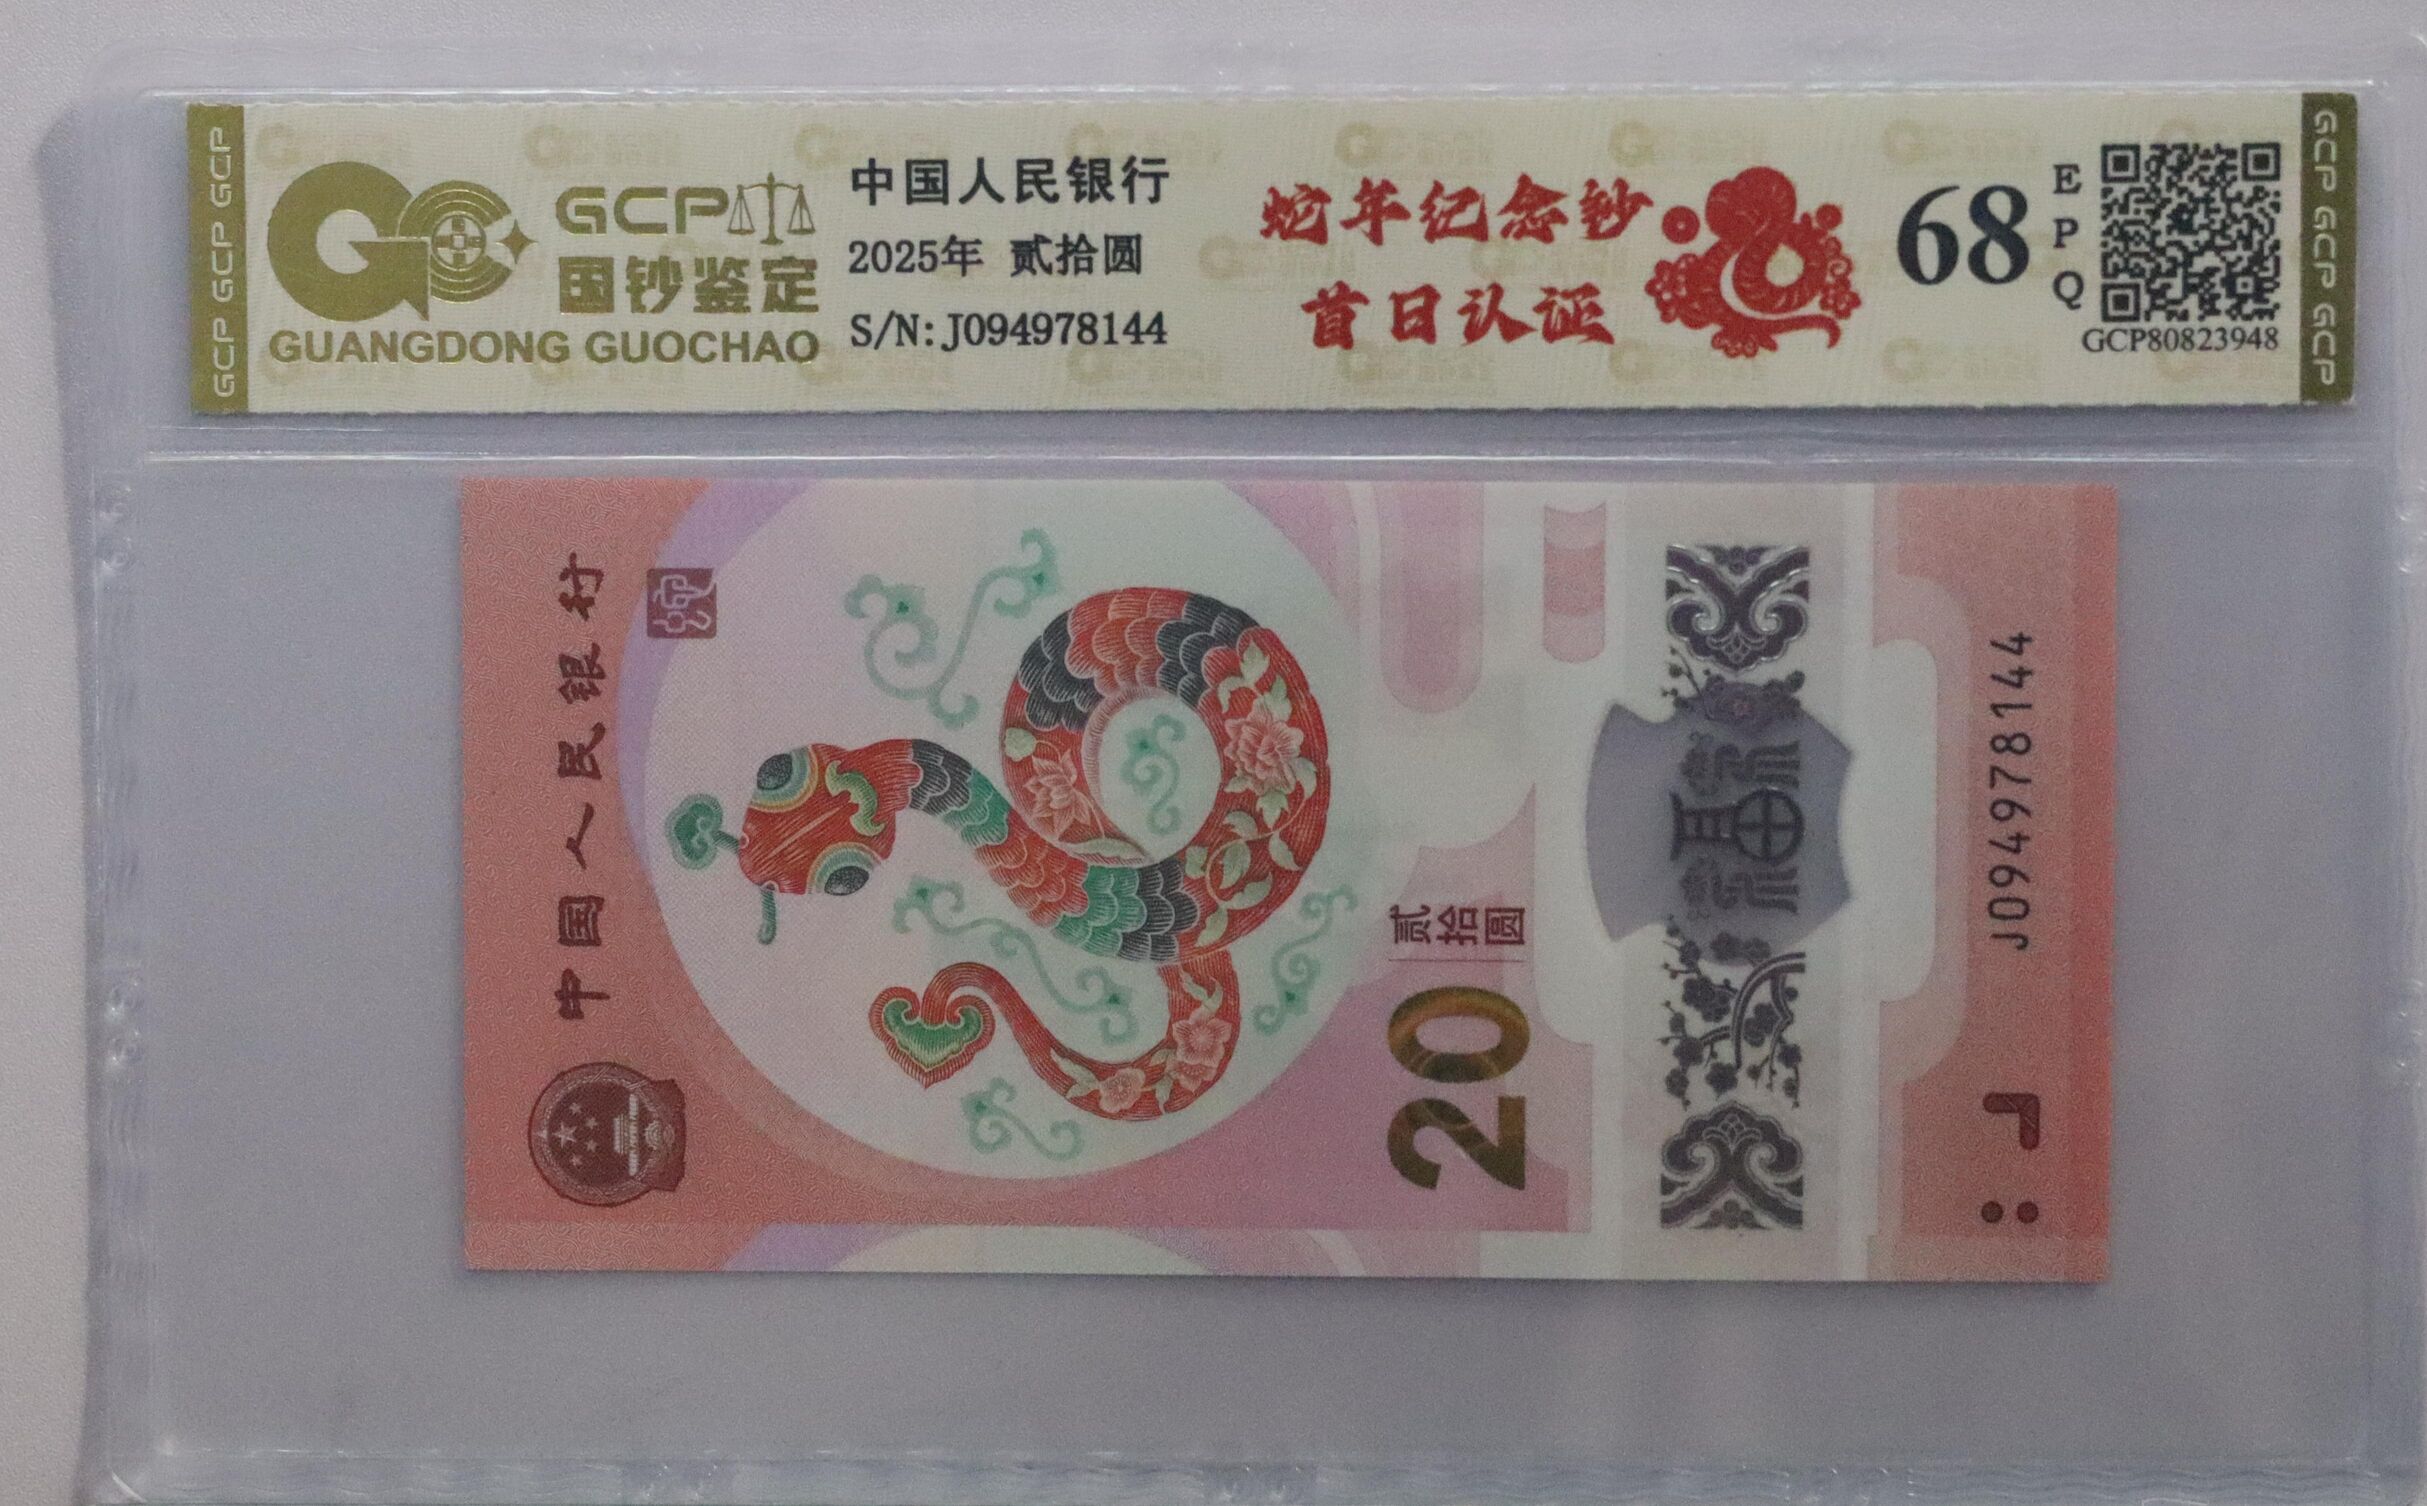 GCP GCP GCP
GCP
国钞鉴定
GUANGDONG GUOCHAO
中国人民银行
2025年 贰拾圆
S/N:J094978144
蛇年纪念钞
首日认证
68
EPQ
GCP80823948
GCP GCP GCP
中国人民银行
贰拾圆
20
J094978144